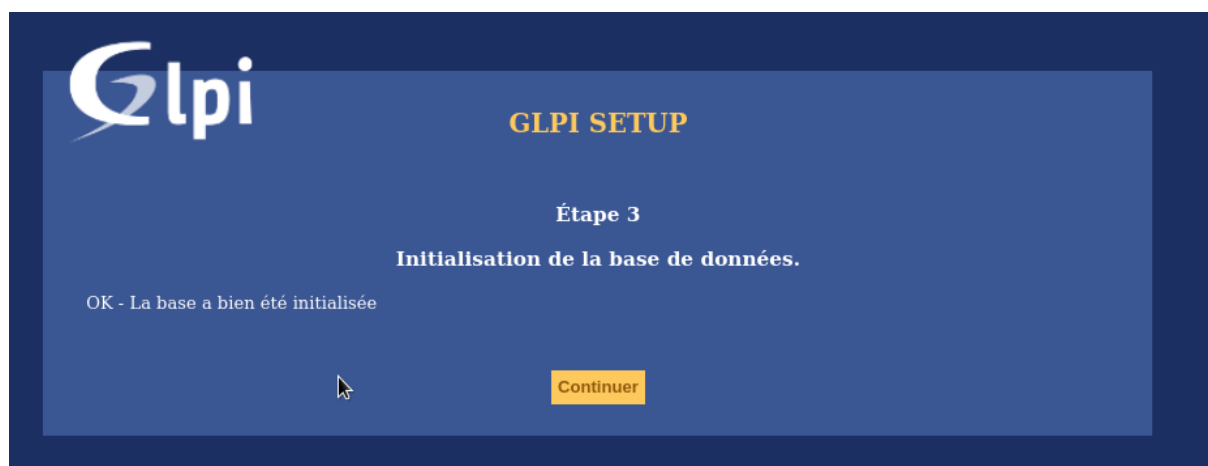 Glpi
GLPI SETUP
Étape 3
Initialisation de la base de données.
OK - La base a bien été initialisée
Continuer